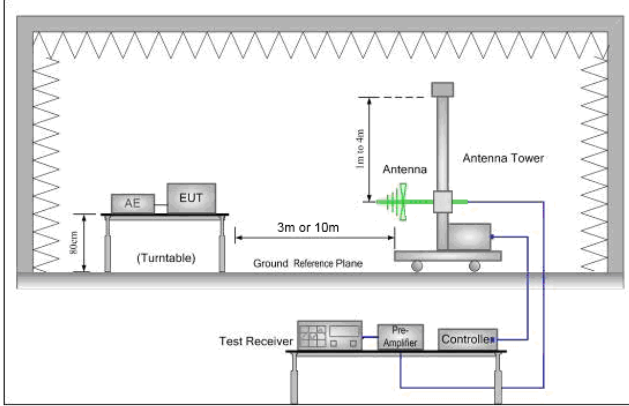 1m to 4m
Antenna
Antenna Tower
AE
EUT
80cm
(Turntable)
3m or 10m
Ground Reference Plane
Test Receiver
Pre-
Amplifier
Controller